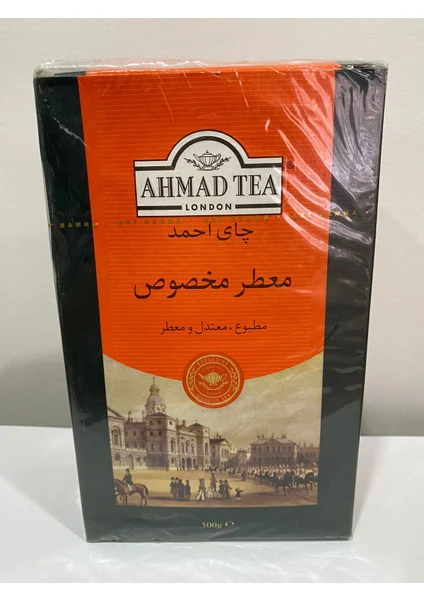 AHMAD TEA
LONDON
چای احمد
معطر مخصوص
مطبوع، معتدل و معطر
500g ℮